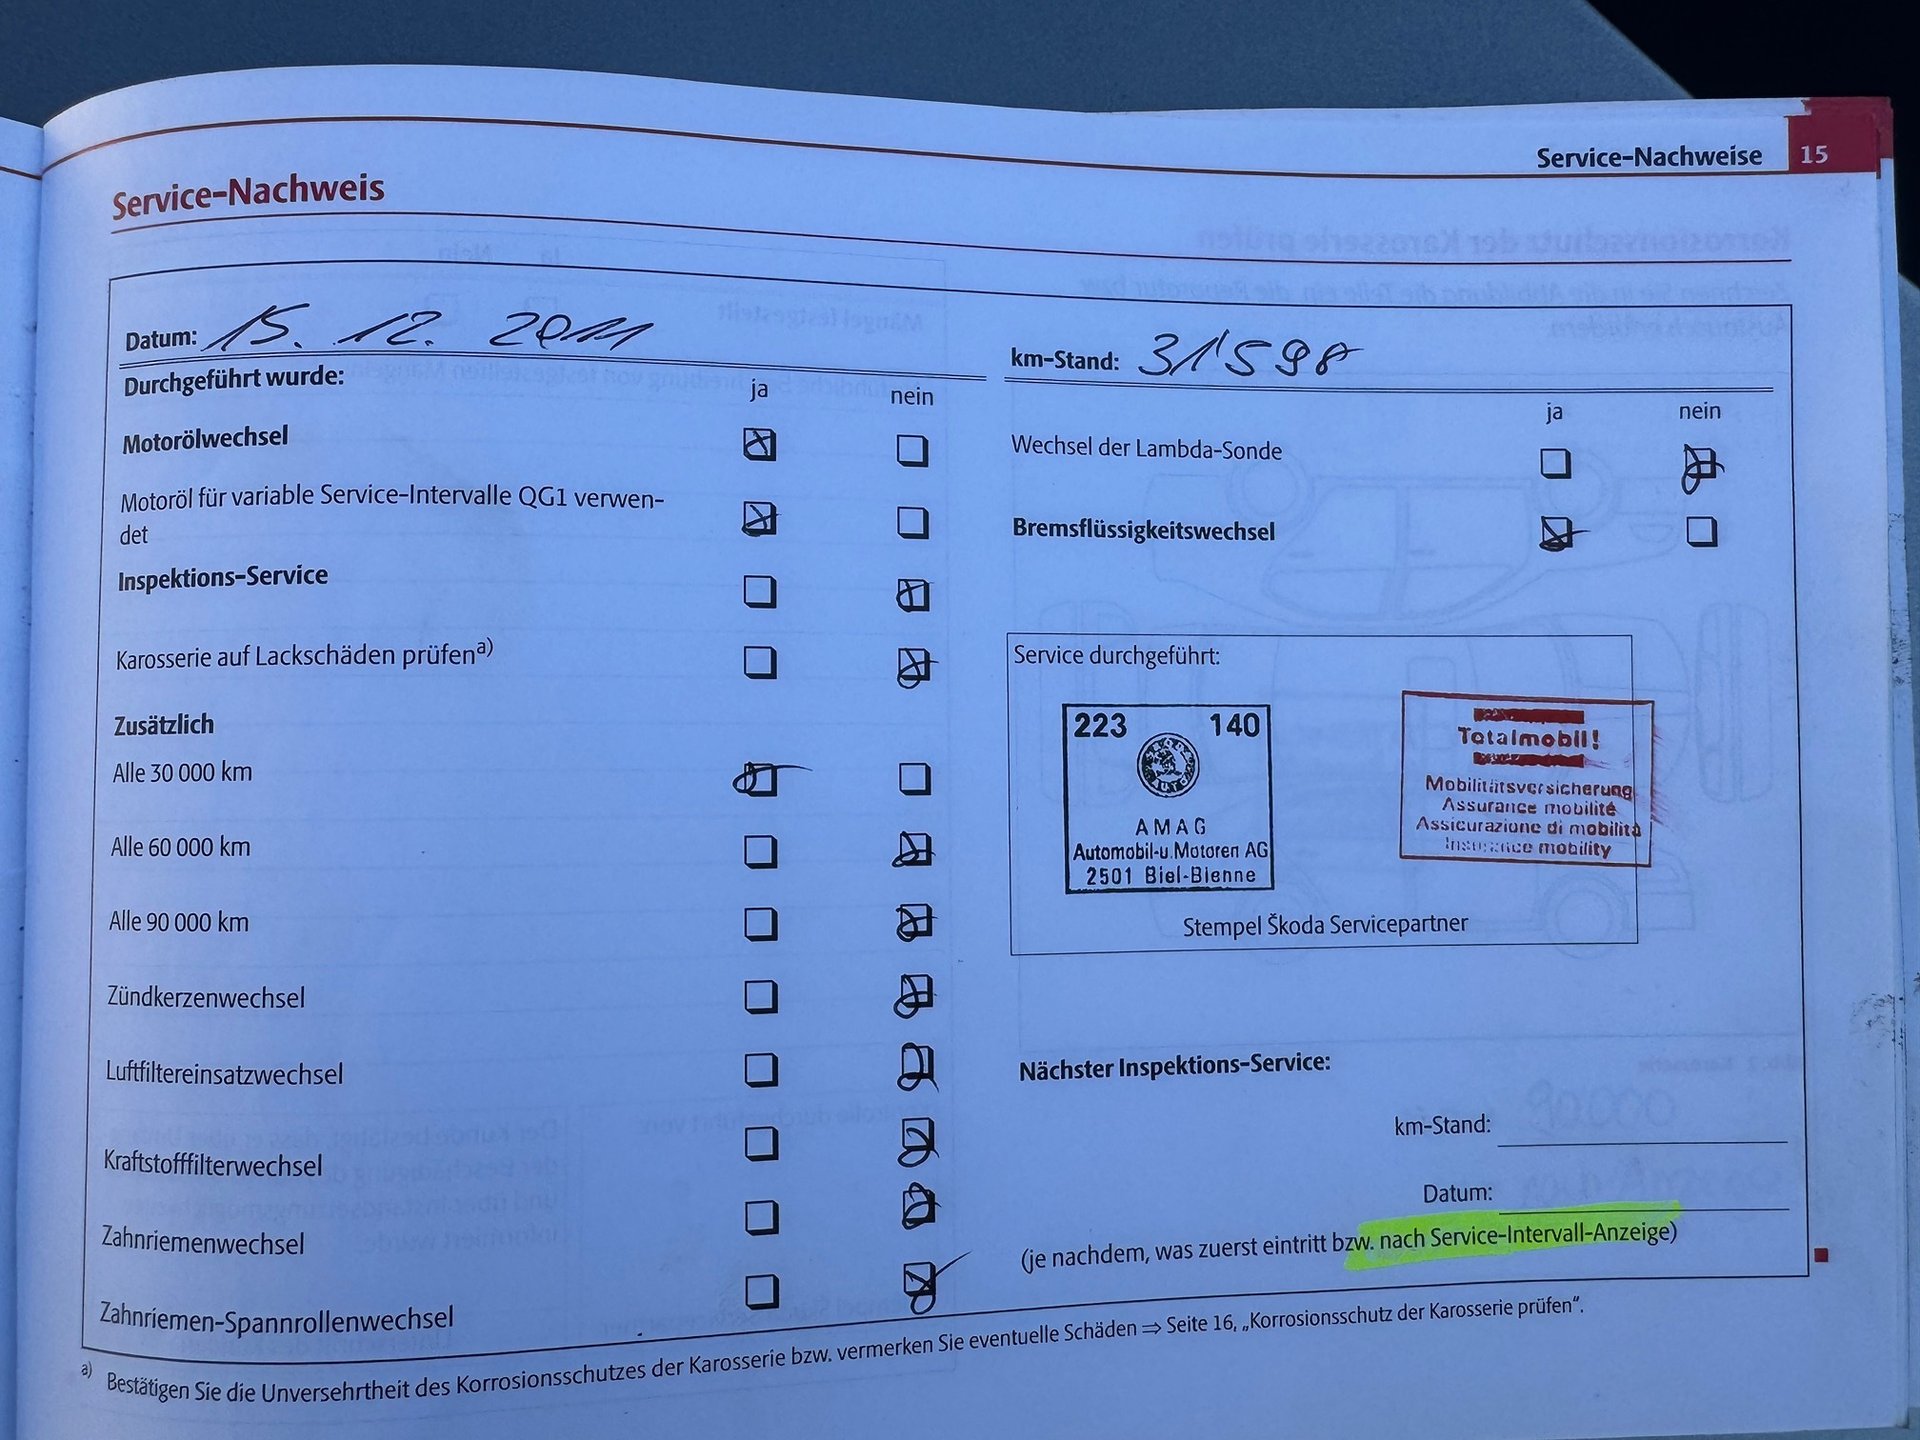 Service-Nachweise 15
Service-Nachweis
Datum: 15. 12. 2011
km-Stand: 31'598
Durchgeführt wurde:
ja nein
Motorölwechsel
Motoröl für variable Service-Intervalle QG1 verwen-
det
Inspektions-Service
Karosserie auf Lackschäden prüfen a)
Zusätzlich
Alle 30 000 km
Alle 60 000 km
Alle 90 000 km
Zündkerzenwechsel
Luftfiltereinsatzwechsel
Kraftstofffilterwechsel
Zahnriemenwechsel
Zahnriemen-Spannrollenwechsel
ja nein
Wechsel der Lambda-Sonde
Bremsflüssigkeitswechsel
Service durchgeführt:
223 140
AMAG
Automobil-u.Motoren AG
2501 Biel-Bienne
Totalmobil!
Mobilitätsversicherung
Assurance mobilité
Assicurazione di mobilità
Insurance mobility
Stempel Škoda Servicepartner
Nächster Inspektions-Service:
km-Stand:
Datum:
(je nachdem, was zuerst eintritt bzw. nach Service-Intervall-Anzeige)
a) Bestätigen Sie die Unversehrtheit des Korrosionsschutzes der Karosserie bzw. vermerken Sie eventuelle Schäden ⇒ Seite 16, „Korrosionsschutz der Karosserie prüfen“.